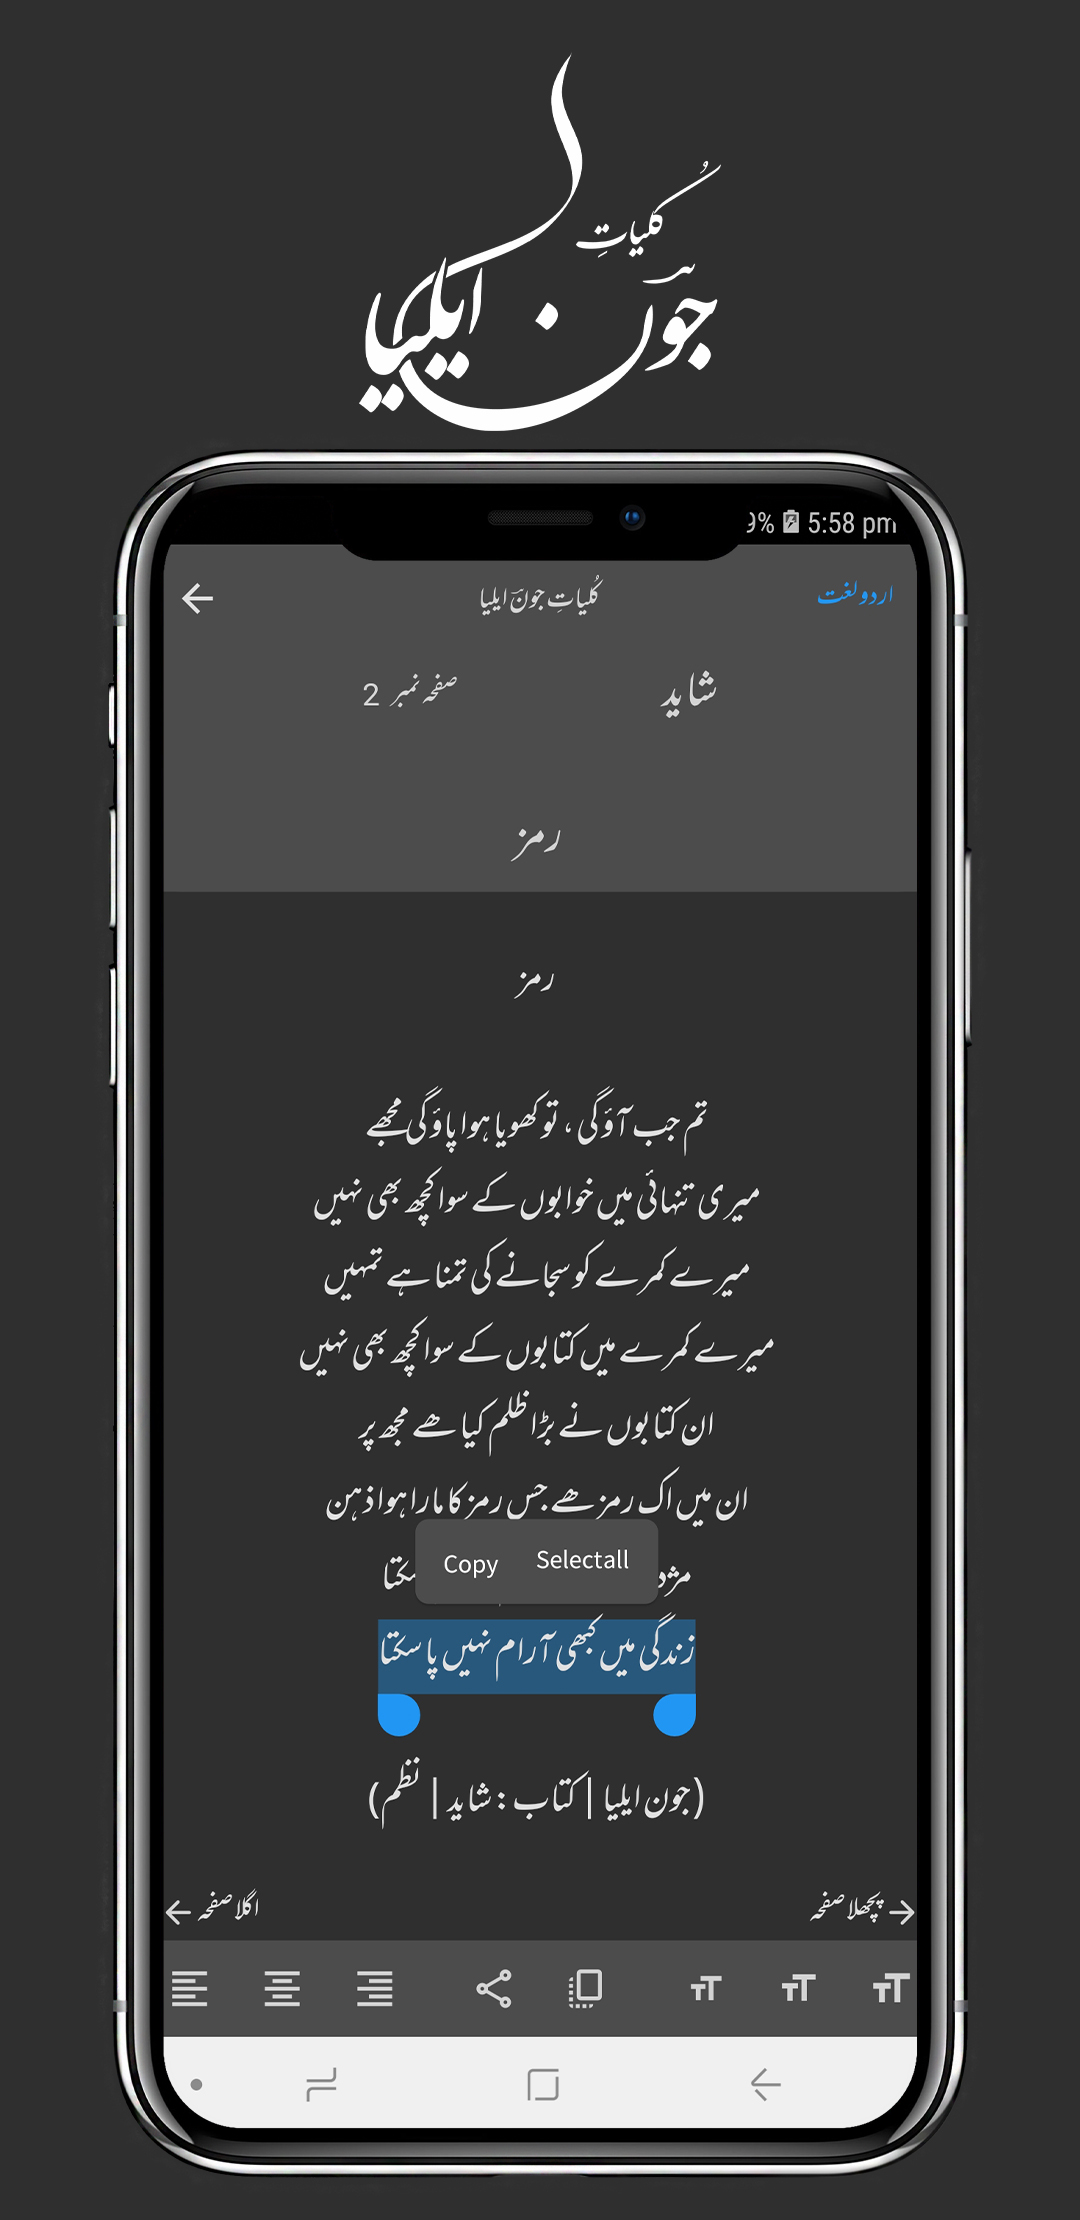 کُلیاتِ
جونؔ ایلیا
9% 5:58 pm
کُلیاتِ جونؔ ایلیا
اردو لغت
شاید
صفحہ نمبر 2
رمز
رمز
تم جب آؤ گی ، تو کھویا ہوا پاؤ گی مجھے
میری تنہائی میں خوابوں کے سوا کچھ بھی نہیں
میرے کمرے کو سجانے کی تمنا ہے تمہیں
میرے کمرے میں کتابوں کے سوا کچھ بھی نہیں
ان کتابوں نے بڑا ظلم کیا ھے مجھ پر
ان میں اک رمز ھے جس رمز کا مارا ہوا ذہن
Copy Selectall
سکتا
زندگی میں کبھی آرام نہیں پا سکتا
(جون ایلیا | کتاب : شاید | نظم)
پچھلا صفحہ
اگلا صفحہ